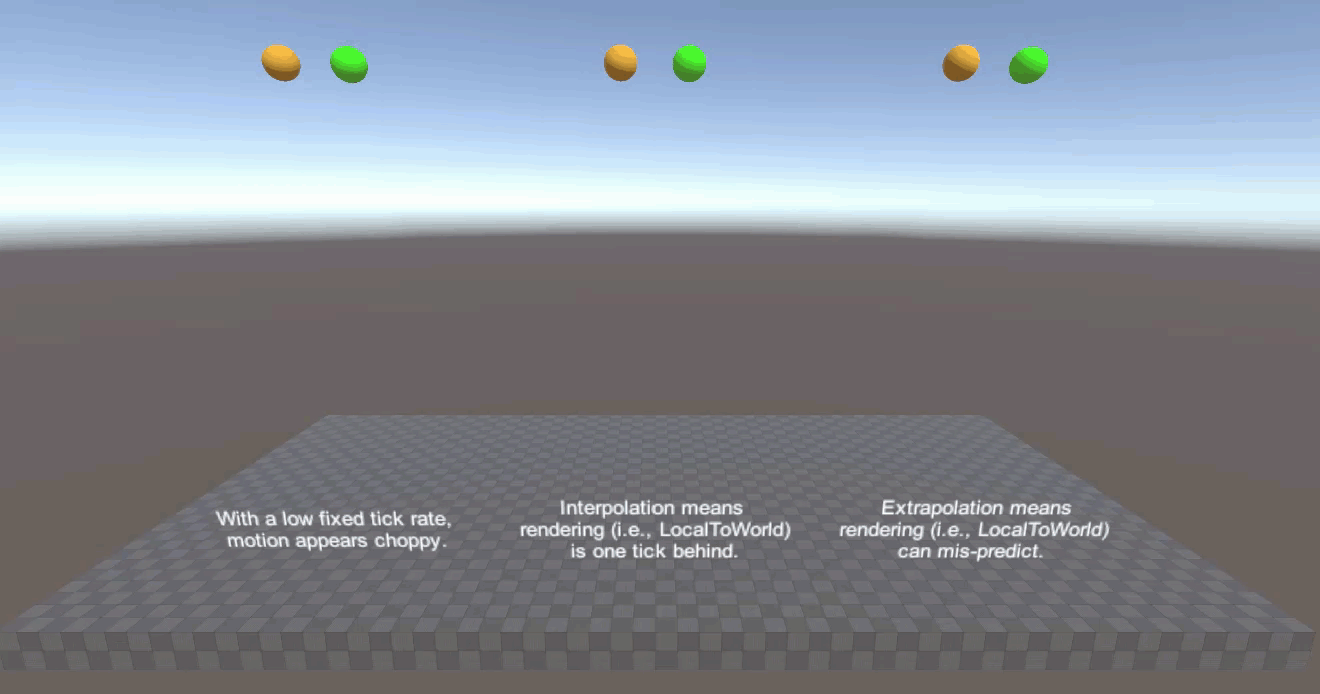 With a low fixed tick rate,
motion appears choppy.
Interpolation means
rendering (i.e., LocalToWorld)
is one tick behind.
Extrapolation means
rendering (i.e., LocalToWorld)
can mis-predict.